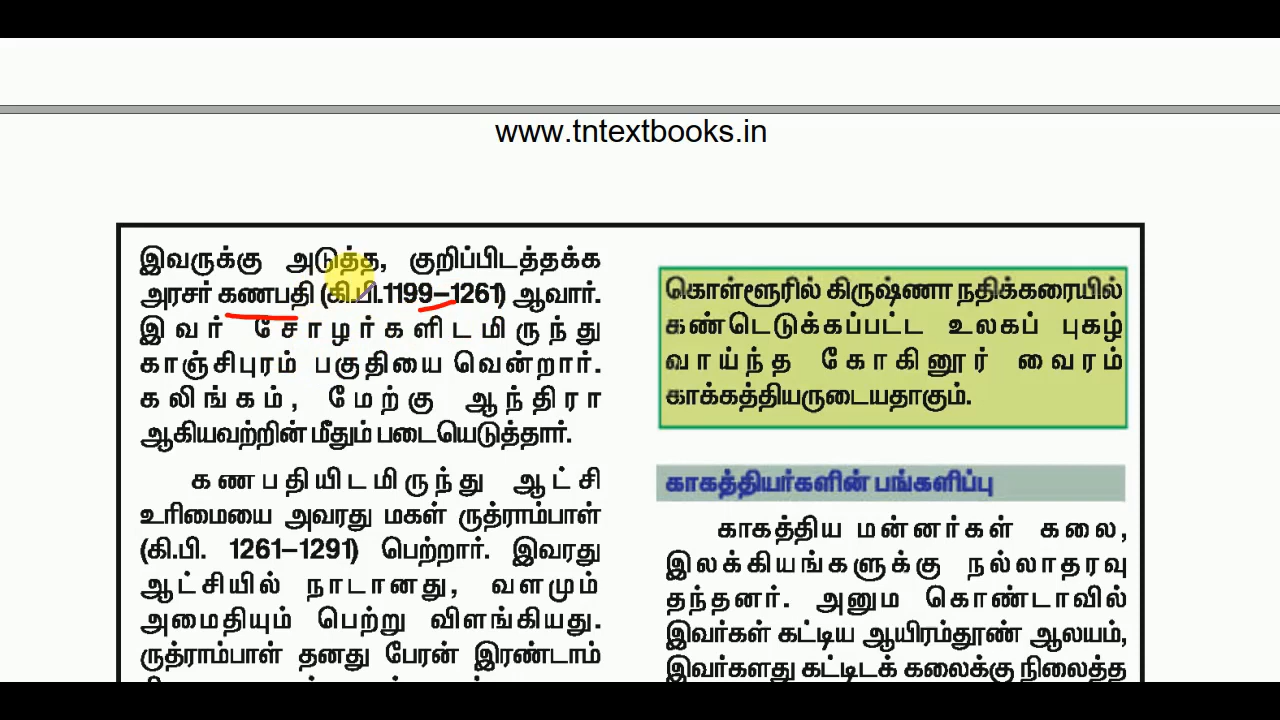 www.tntextbooks.in
இவருக்கு அடுத்த, குறிப்பிடத்தக்க
அரசர் கணபதி (கி.பி.1199–1261) ஆவார்.
இவர் சோழர்களிடமிருந்து
காஞ்சிபுரம் பகுதியை வென்றார்.
கலிங்கம், மேற்கு ஆந்திரா
ஆகியவற்றின் மீதும் படையெடுத்தார்.
கணபதியிடமிருந்து ஆட்சி
உரிமையை அவரது மகள் ருத்ராம்பாள்
(கி.பி. 1261–1291) பெற்றார். இவரது
ஆட்சியில் நாடானது, வளமும்
அமைதியும் பெற்று விளங்கியது.
ருத்ராம்பாள் தனது பேரன் இரண்டாம்
கொள்ளூரில் கிருஷ்ணா நதிக்கரையில்
கண்டெடுக்கப்பட்ட உலகப் புகழ்
வாய்ந்த கோகினூர் வைரம்
காக்கத்தியருடையதாகும்.
காகத்தியர்களின் பங்களிப்பு
காகத்திய மன்னர்கள் கலை,
இலக்கியங்களுக்கு நல்லாதரவு
தந்தனர். அனும கொண்டாவில்
இவர்கள் கட்டிய ஆயிரம்தூண் ஆலயம்,
இவர்களது கட்டிடக் கலைக்கு நிலைத்த